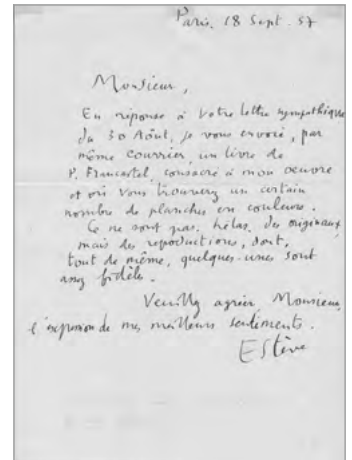 Paris, 18 Sept. 57
Monsieur,
En réponse à votre lettre sympathique
du 30 Août, je vous envoie, par
même courrier, un livre de
P. Francastel, consacré à mon oeuvre
et où vous trouverez un certain
nombre de planches en couleurs.
Ce ne sont pas, hélas, des originaux
mais des reproductions, dont,
tout de même, quelques-unes sont
assez fidèles.
Veuillez agréer Monsieur,
l'expression de mes meilleurs sentiments.
Estève